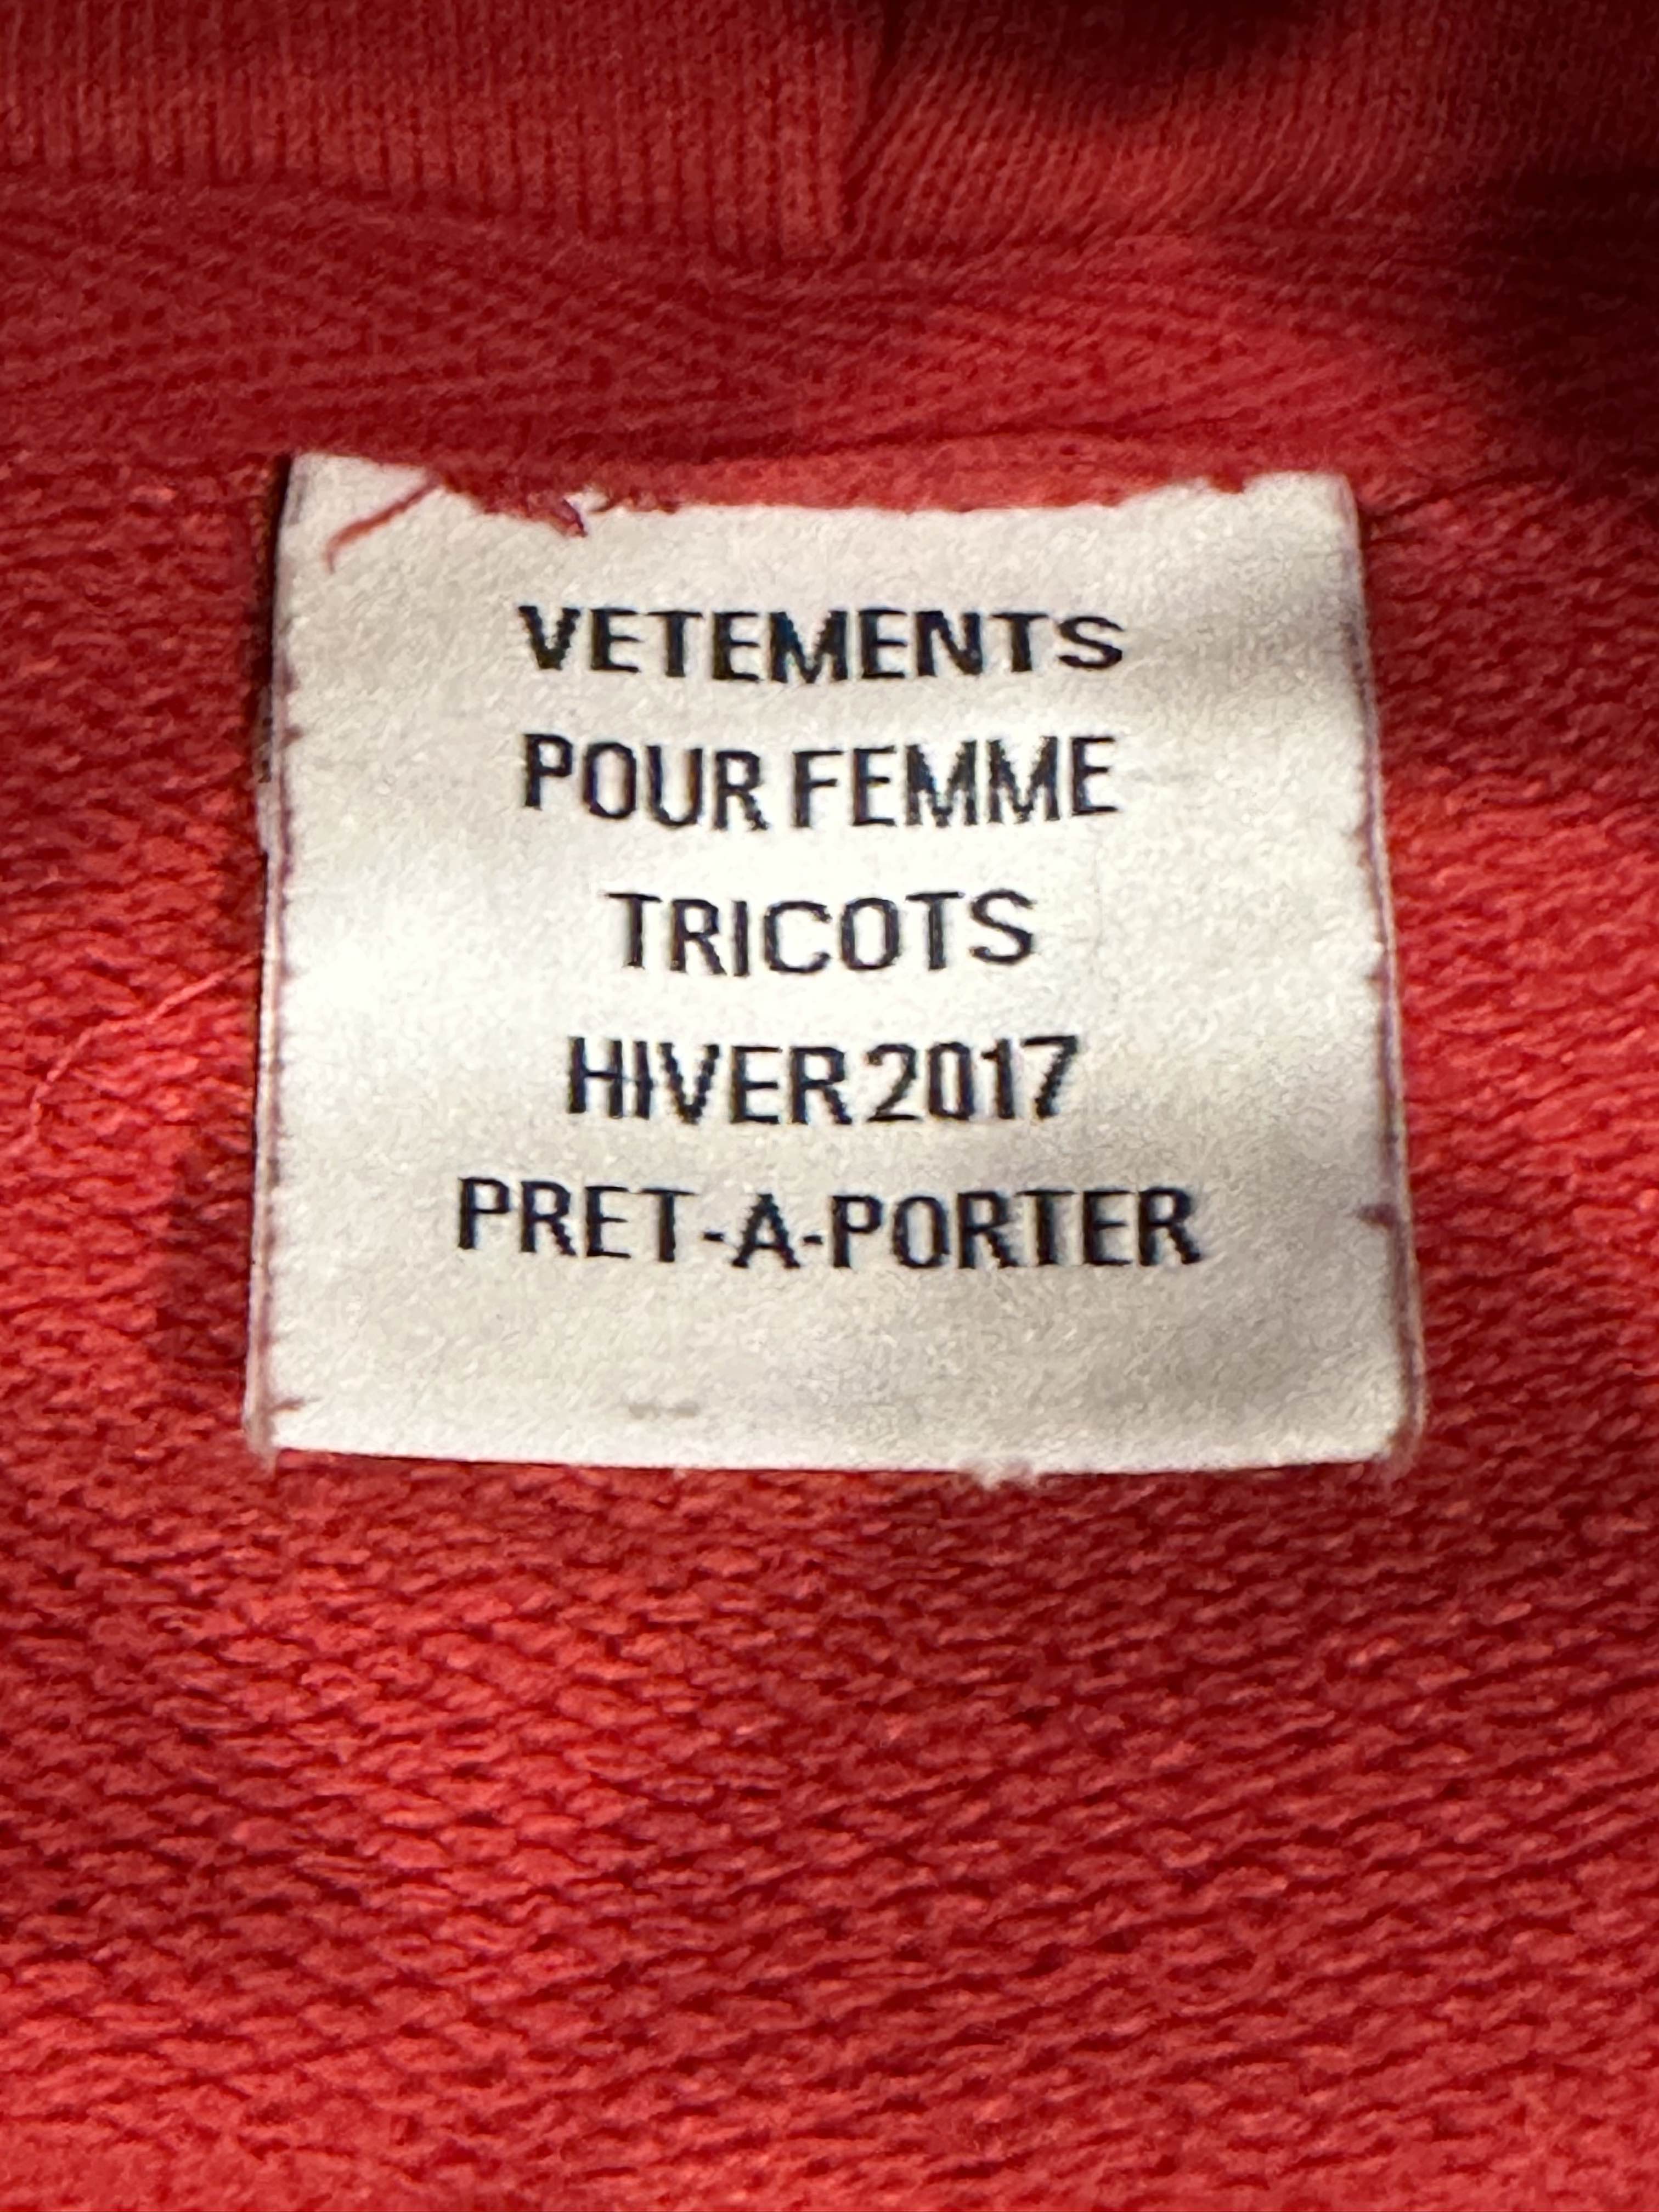 VETEMENTS
POUR FEMME
TRICOTS
HIVER 2017
PRET-A-PORTER